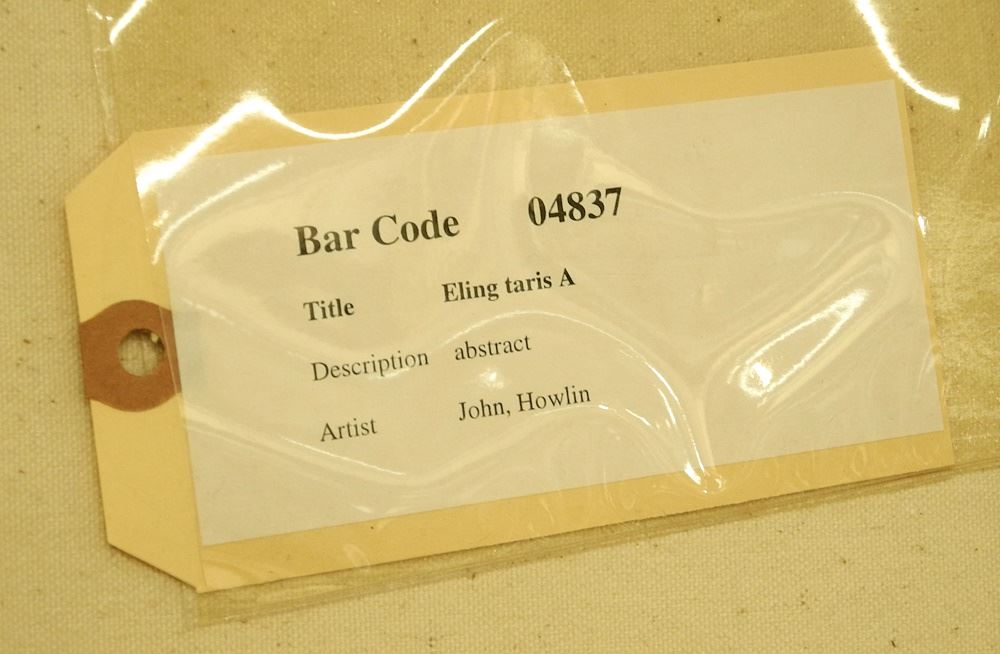 Bar Code 04837
Title Eling taris A
Description abstract
Artist John, Howlin